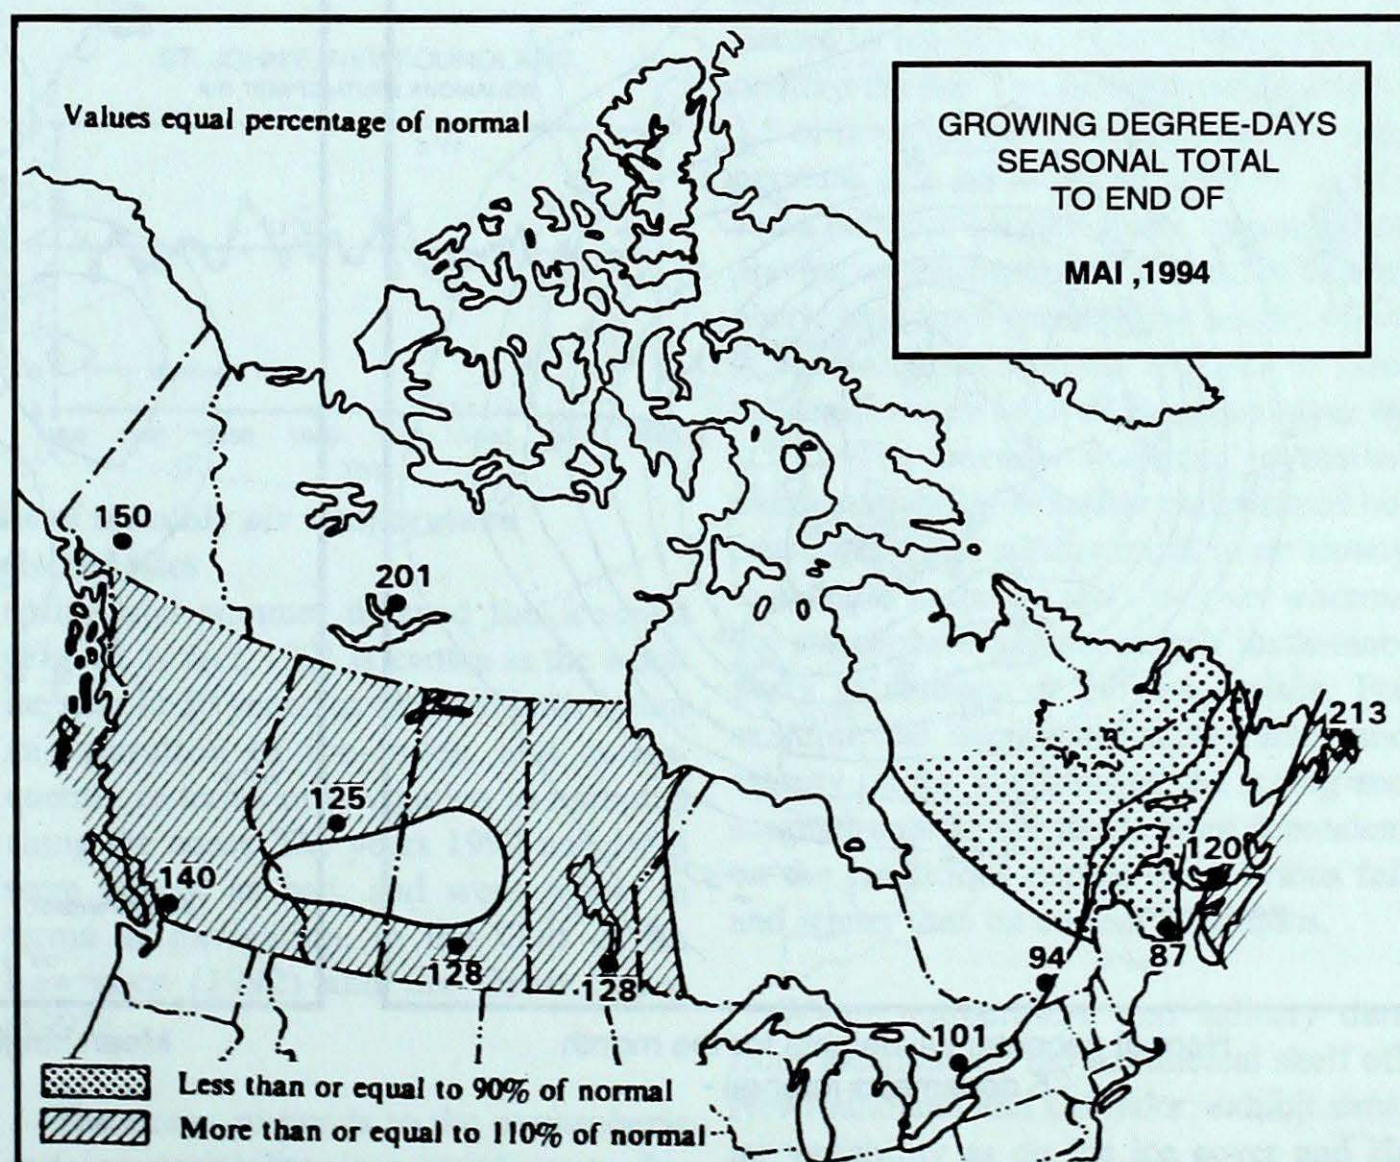 Values equal percentage of normal
GROWING DEGREE-DAYS
SEASONAL TOTAL
TO END OF
MAI ,1994
150
201
213
125
140
120
128
128
94
87
101
Less than or equal to 90% of normal
More than or equal to 110% of normal